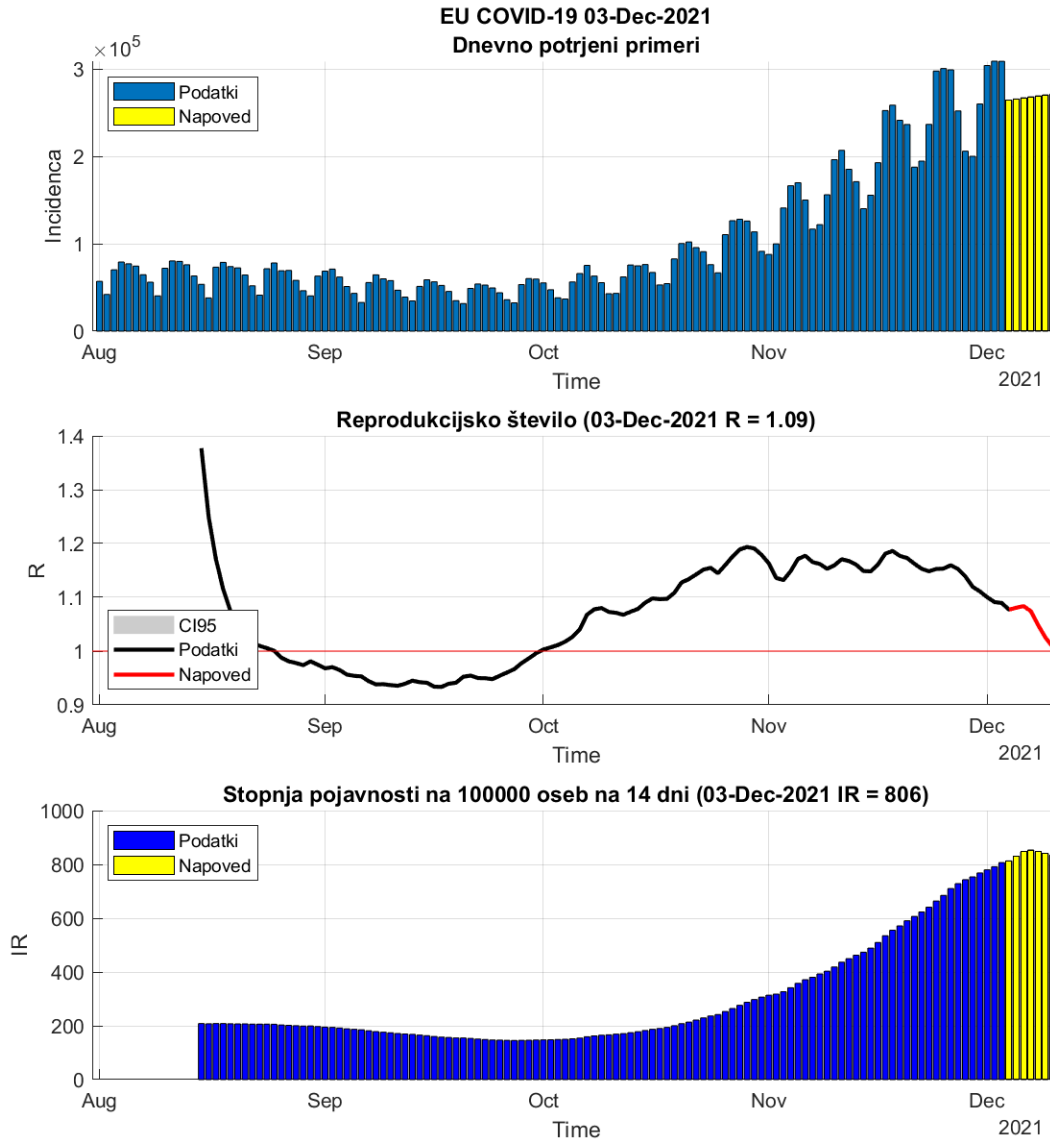 EU COVID-19 03-Dec-2021
Dnevno potrjeni primeri
×10^5
3
2
1
0
Incidenca
Podatki
Napoved
Aug Sep Oct Nov Dec
2021
Time
Reprodukcijsko število (03-Dec-2021 R = 1.09)
1.4
1.3
1.2
1.1
1
0.9
R
CI95
Podatki
Napoved
Aug Sep Oct Nov Dec
2021
Time
Stopnja pojavnosti na 100000 oseb na 14 dni (03-Dec-2021 IR = 806)
1000
800
600
400
200
0
IR
Podatki
Napoved
Aug Sep Oct Nov Dec
2021
Time